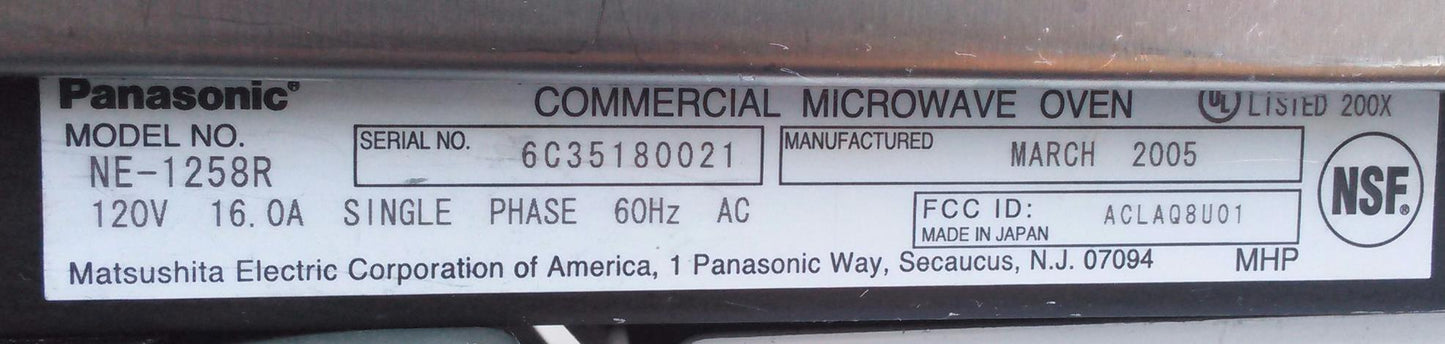 Panasonic® COMMERCIAL MICROWAVE OVEN UL LISTED 200X
MODEL NO.
NE-1258R
SERIAL NO. 6C35180021
MANUFACTURED MARCH 2005
NSF®
120V 16.0A SINGLE PHASE 60Hz AC
FCC ID: ACLAQ8U01
MADE IN JAPAN
Matsushita Electric Corporation of America, 1 Panasonic Way, Secaucus, N.J. 07094 MHP